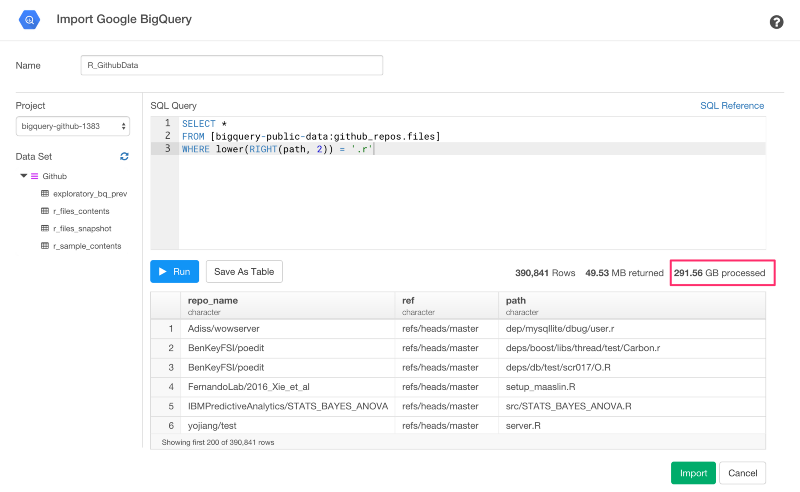 Import Google BigQuery
?
Name
R_GithubData
Project
bigquery-github-1383
Data Set
Github
exploratory_bq_prev
r_files_contents
r_files_snapshot
r_sample_contents
SQL Query
SQL Reference
1 SELECT *
2 FROM [bigquery-public-data:github_repos.files]
3 WHERE lower(RIGHT(path, 2)) = '.r'
Run
Save As Table
390,841 Rows 49.53 MB returned 291.56 GB processed
repo_name ref path
character character character
1 Adiss/wowserver refs/heads/master dep/mysqllite/dbug/user.r
2 BenKeyFSI/poedit refs/heads/master deps/boost/libs/thread/test/Carbon.r
3 BenKeyFSI/poedit refs/heads/master deps/db/test/scr017/O.R
4 FernandoLab/2016_Xie_et_al refs/heads/master setup_maaslin.R
5 IBMPredictiveAnalytics/STATS_BAYES_ANOVA refs/heads/master src/STATS_BAYES_ANOVA.R
6 yojiang/test refs/heads/master server.R
Showing first 200 of 390,841 rows
Import
Cancel